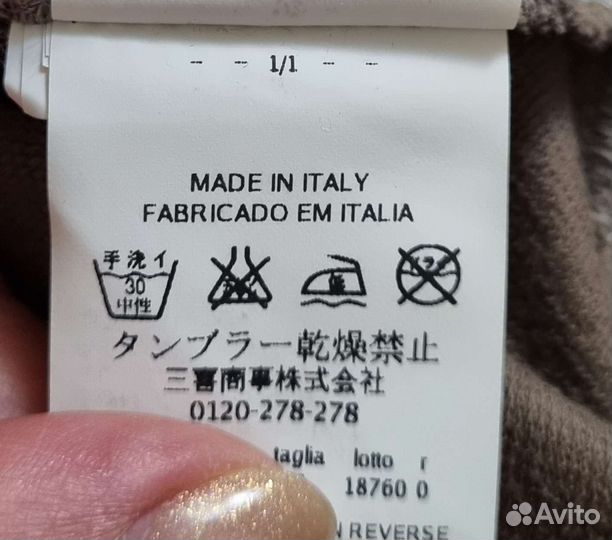 - - 1/1 - -
MADE IN ITALY
FABRICADO EM ITALIA
手洗イ
30
中性
タンブラー乾燥禁止
三喜商事株式会社
0120-278-278
taglia lotto r
18760 0
REVERSE
Avito